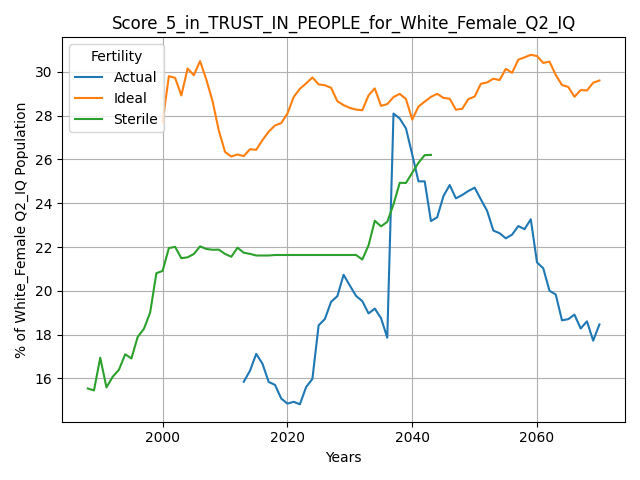 Score_5_in_TRUST_IN_PEOPLE_for_White_Female_Q2_IQ
% of White_Female Q2_IQ Population
30
28
26
24
22
20
18
16
Fertility
Actual
Ideal
Sterile
2000
2020
2040
2060
Years